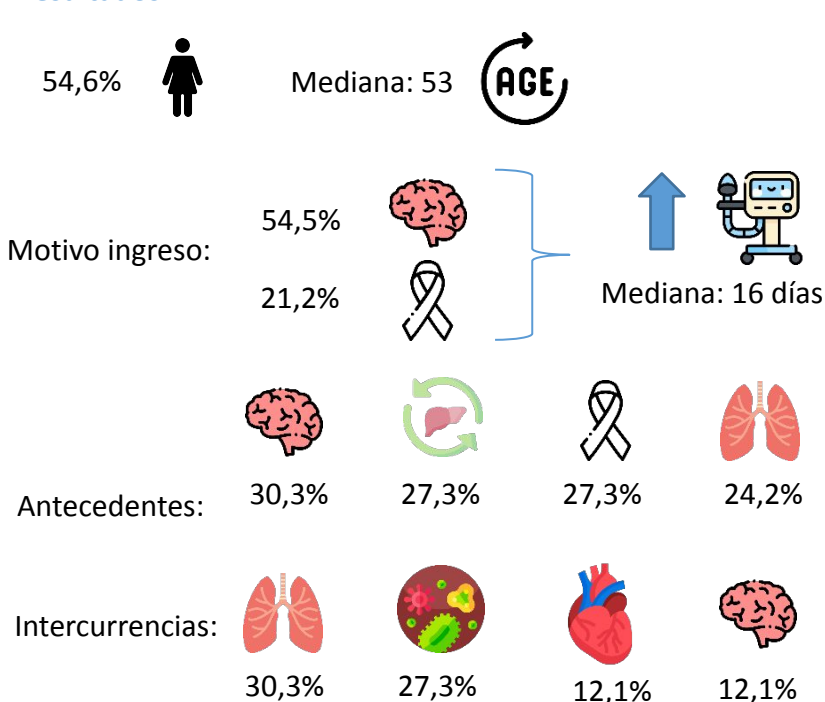 54,6%
Mediana: 53
AGE
Motivo ingreso:
54,5%
21,2%
Mediana: 16 días
Antecedentes:
30,3%
27,3%
27,3%
24,2%
Intercurrencias:
30,3%
27,3%
12,1%
12,1%